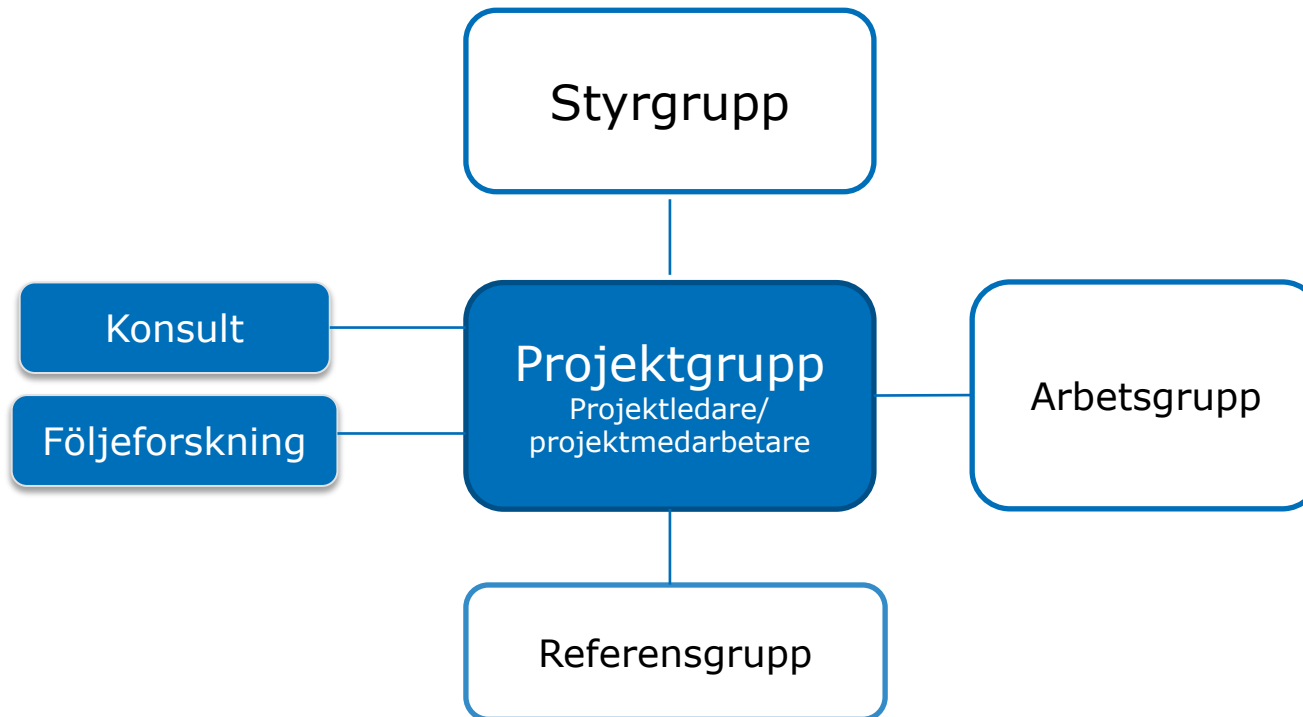 Styrgrupp
Konsult
Följeforskning
Projektgrupp
Projektledare/
projektmedarbetare
Arbetsgrupp
Referensgrupp